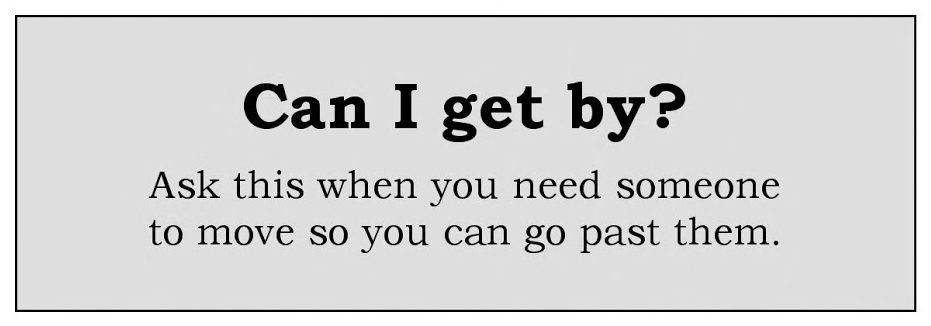 Can I get by?
Ask this when you need someone
to move so you can go past them.